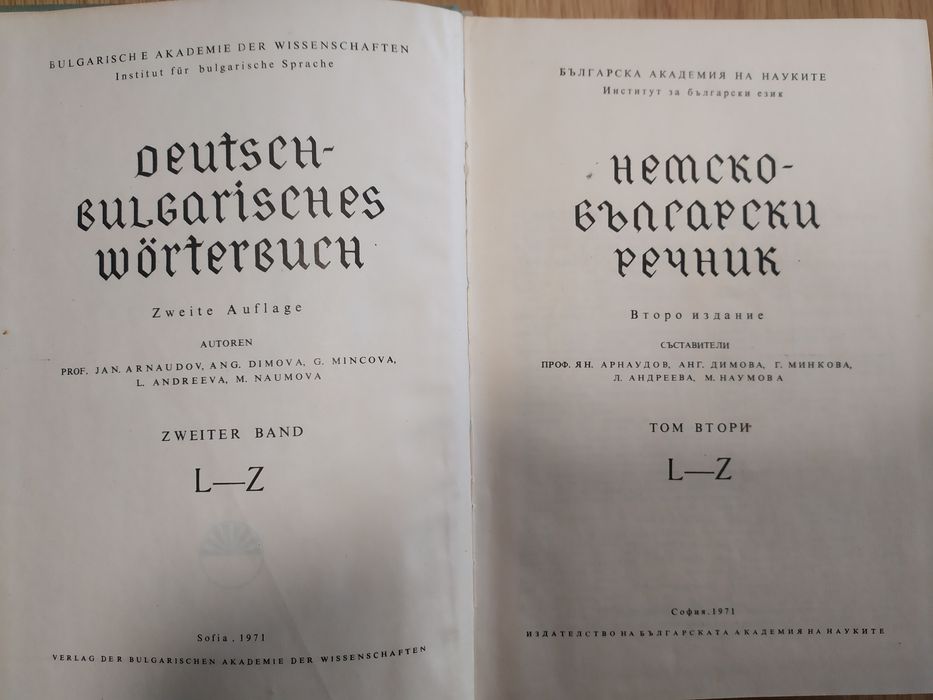 BULGARISCHE AKADEMIE DER WISSENSCHAFTEN
Institut für bulgarische Sprache
DEUTSCH-
BULGARISCHES
WÖRTERBUCH
Zweite Auflage
AUTOREN
PROF. JAN. ARNAUDOV, ANG. DIMOVA, G. MINCOVA,
L. ANDREEVA, M. NAUMOVA
ZWEITER BAND
L—Z
Sofia, 1971
VERLAG DER BULGARISCHEN AKADEMIE DER WISSENSCHAFTEN
БЪЛГАРСКА АКАДЕМИЯ НА НАУКИТЕ
Институт за български език
НЕМСКО-
БЪЛГАРСКИ
РЕЧНИК
Второ издание
СЪСТАВИТЕЛИ
ПРОФ. ЯН. АРНАУДОВ, АНГ. ДИМОВА, Г. МИНКОВА,
Л. АНДРЕЕВА, М. НАУМОВА
ТОМ ВТОРИ
L—Z
София, 1971
ИЗДАТЕЛСТВО НА БЪЛГАРСКАТА АКАДЕМИЯ НА НАУКИТЕ